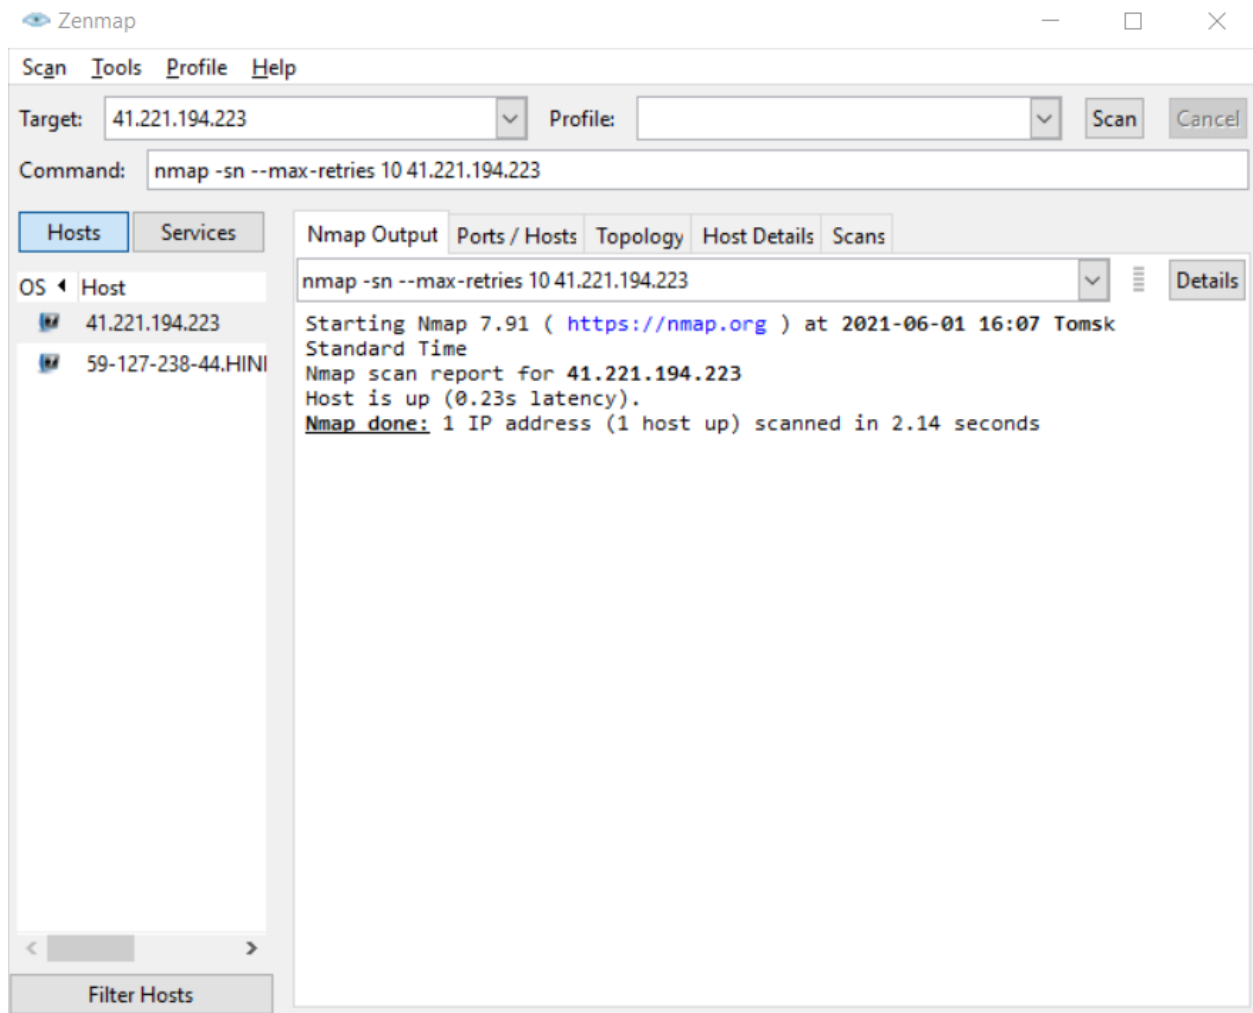 Zenmap
Scan Tools Profile Help
Target: 41.221.194.223 Profile: Scan Cancel
Command: nmap -sn --max-retries 10 41.221.194.223
Hosts Services
Nmap Output Ports / Hosts Topology Host Details Scans
OS Host
nmap -sn --max-retries 10 41.221.194.223 Details
41.221.194.223
59-127-238-44.HINI
Starting Nmap 7.91 ( https://nmap.org ) at 2021-06-01 16:07 Tomsk
Standard Time
Nmap scan report for 41.221.194.223
Host is up (0.23s latency).
Nmap done: 1 IP address (1 host up) scanned in 2.14 seconds
Filter Hosts